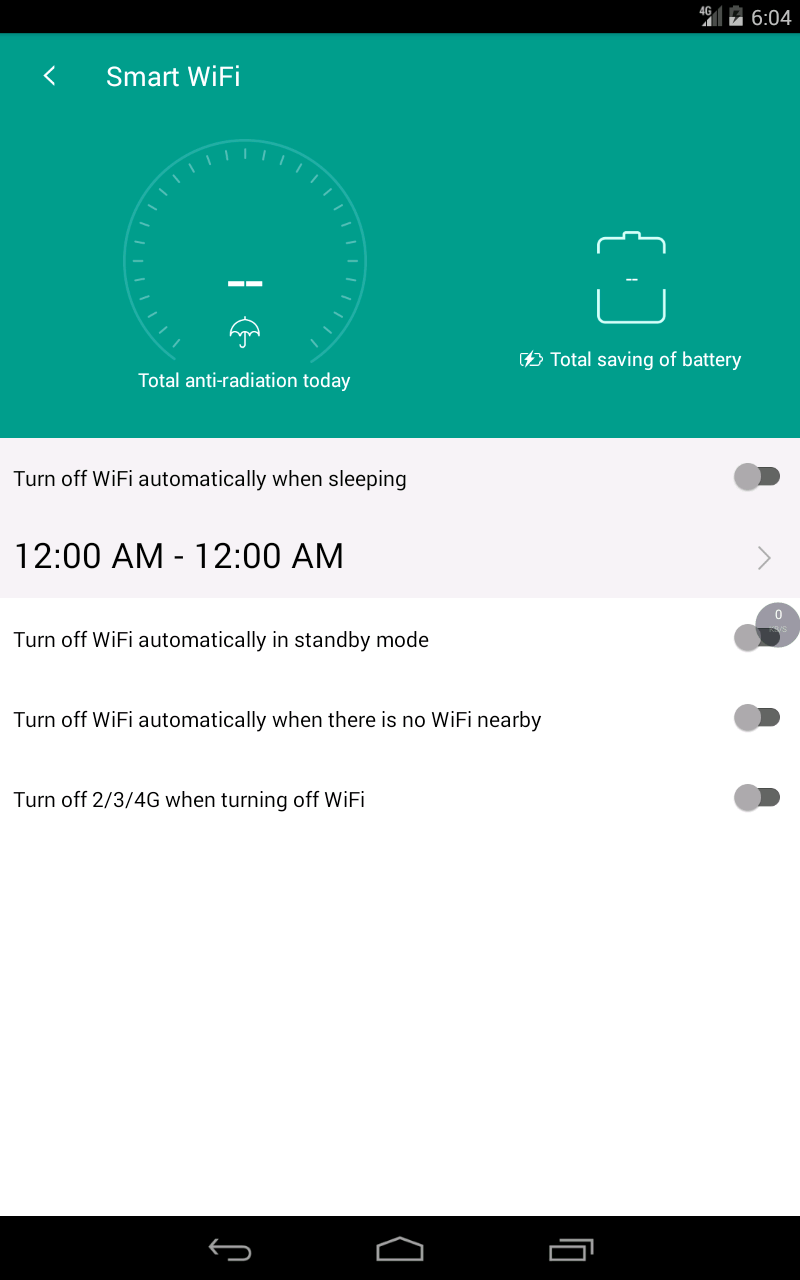 4G 6:04
Smart WiFi
--
--
Total saving of battery
Total anti-radiation today
Turn off WiFi automatically when sleeping
12:00 AM - 12:00 AM
0
Turn off WiFi automatically in standby mode
Turn off WiFi automatically when there is no WiFi nearby
Turn off 2/3/4G when turning off WiFi